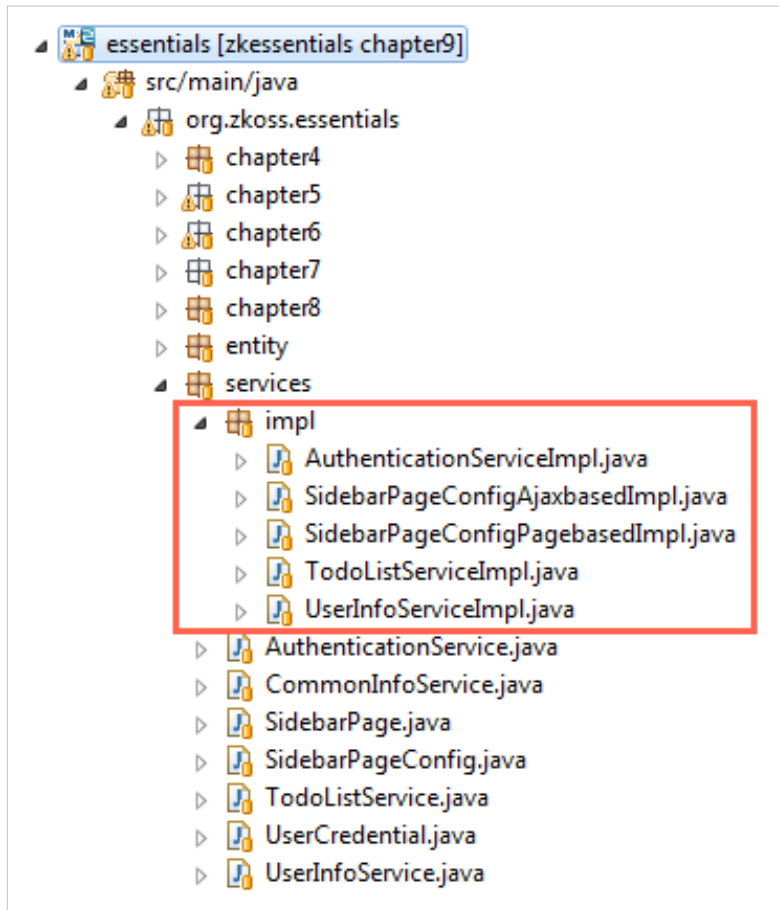 essentials [zkessentials chapter9]
src/main/java
org.zkoss.essentials
chapter4
chapter5
chapter6
chapter7
chapter8
entity
services
impl
AuthenticationServiceImpl.java
SidebarPageConfigAjaxbasedImpl.java
SidebarPageConfigPagebasedImpl.java
TodoListServiceImpl.java
UserInfoServiceImpl.java
AuthenticationService.java
CommonInfoService.java
SidebarPage.java
SidebarPageConfig.java
TodoListService.java
UserCredential.java
UserInfoService.java